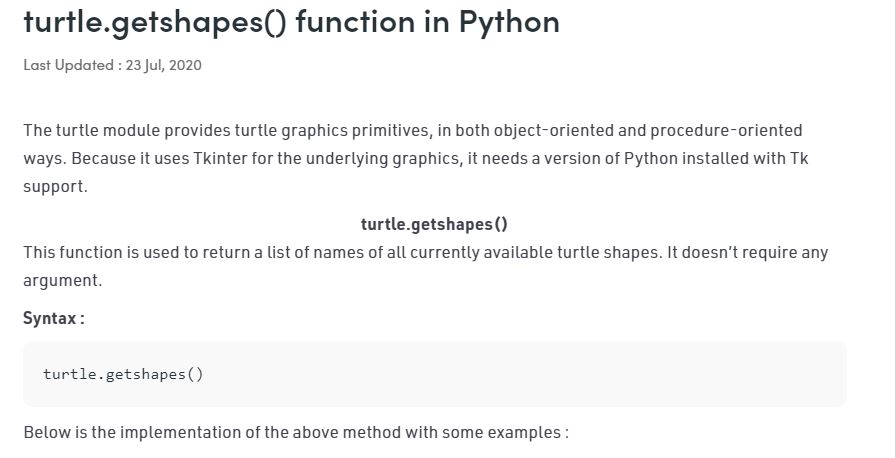 turtle.getshapes() function in Python
Last Updated : 23 Jul, 2020
The turtle module provides turtle graphics primitives, in both object-oriented and procedure-oriented
ways. Because it uses Tkinter for the underlying graphics, it needs a version of Python installed with Tk
support.
turtle.getshapes()
This function is used to return a list of names of all currently available turtle shapes. It doesn’t require any
argument.
Syntax :
turtle.getshapes()
Below is the implementation of the above method with some examples :